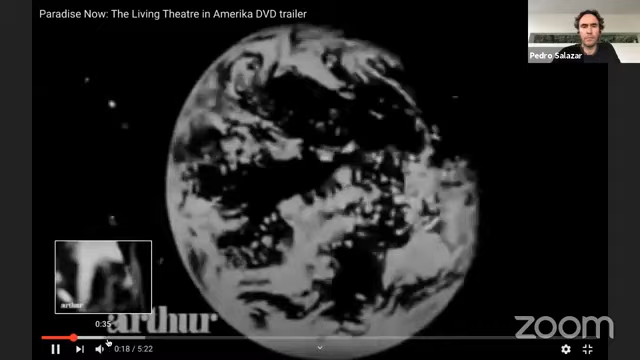 Paradise Now: The Living Theatre in Amerika DVD trailer
Pedro Salazar
arthur
0:35
arthur
0:18 / 5:22
zoom